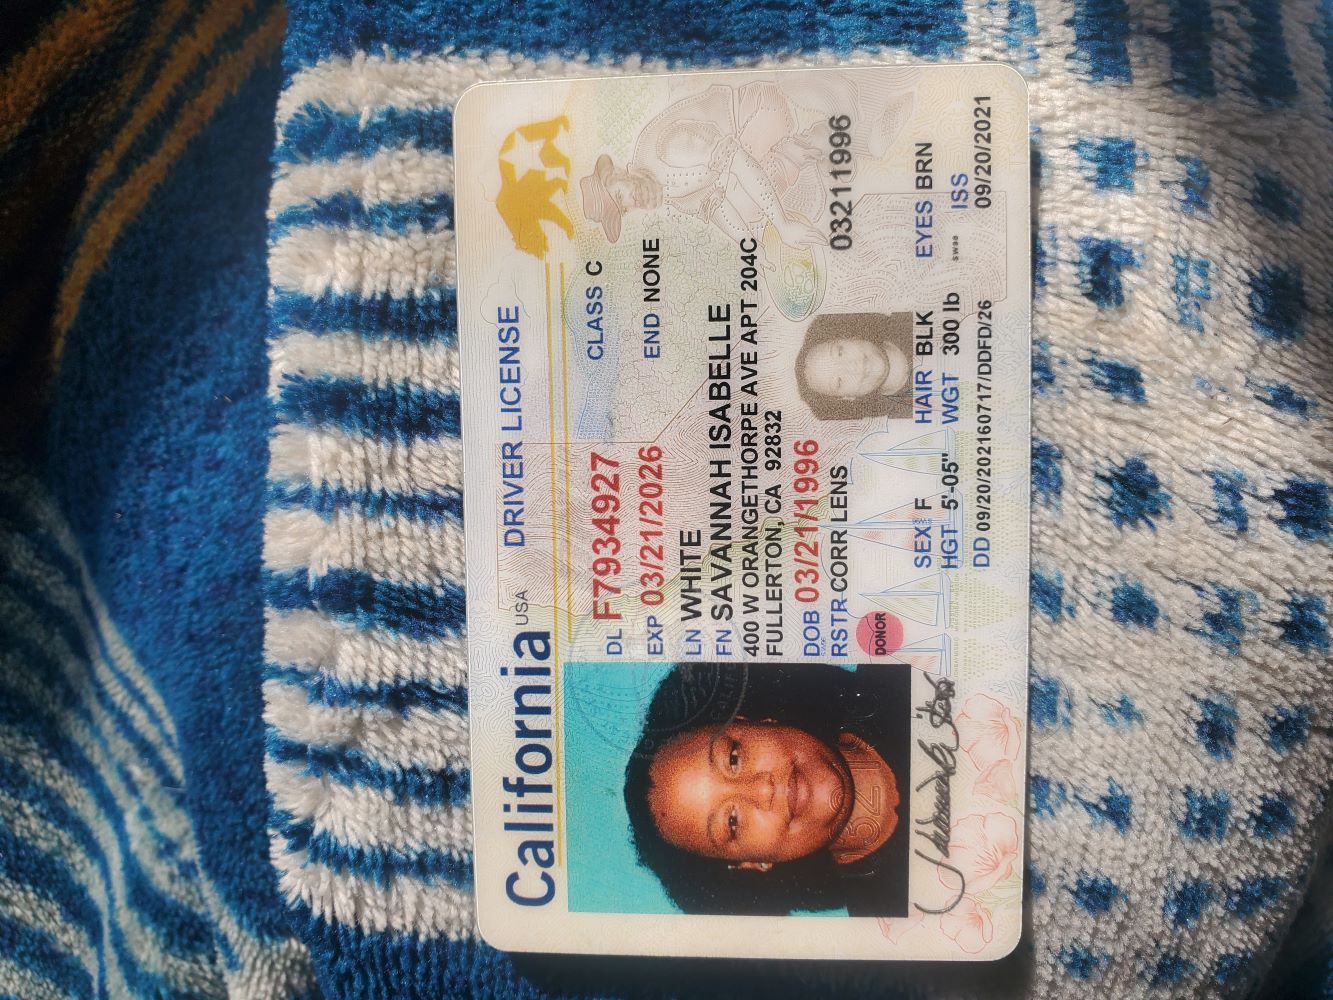 California USA DRIVER LICENSE
DL F7934927 CLASS C
EXP 03/21/2026 END NONE
LN WHITE
FN SAVANNAH ISABELLE
400 W ORANGETHORPE AVE APT 204C
FULLERTON, CA 92832
DOB 03/21/1996
RSTR CORR LENS 03211996
DONOR
SEX F HAIR BLK EYES BRN
HGT 5'-05" WGT 300 lb ISS
DD 09/20/202160717/DDFD/26 09/20/2021